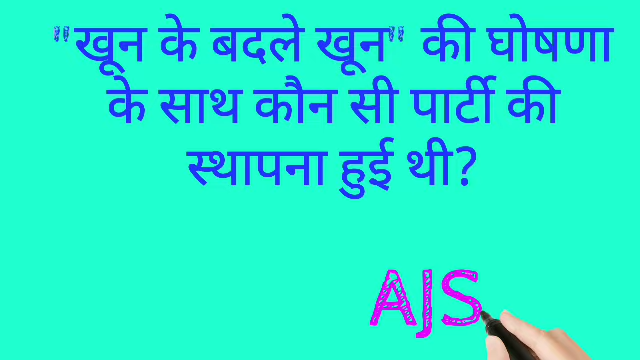 "खून के बदले खून" की घोषणा
के साथ कौन सी पार्टी की
स्थापना हुई थी?
AJS